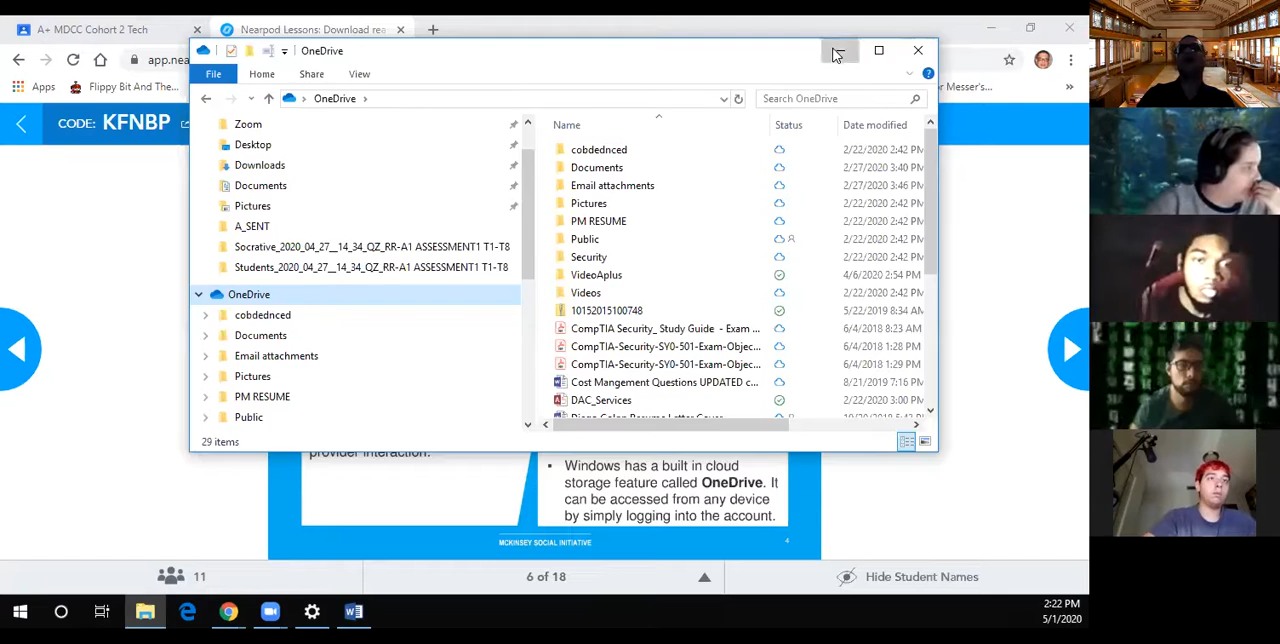 A+ MDCC Cohort 2 Tech
Nearpod Lessons: Download rea
app.nea
Apps
Flippy Bit And The...
or Messer's...
»
CODE: KFNBP
OneDrive
File Home Share View
OneDrive
Search OneDrive
Name Status Date modified
Zoom
Desktop
Downloads
Documents
Pictures
A_SENT
Socrative_2020_04_27__14_34_QZ_RR-A1 ASSESSMENT1 T1-T8
Students_2020_04_27__14_34_QZ_RR-A1 ASSESSMENT1 T1-T8
OneDrive
cobdednced
Documents
Email attachments
Pictures
PM RESUME
Public
cobdednced 2/22/2020 2:42 PM
Documents 2/27/2020 3:40 PM
Email attachments 2/27/2020 3:46 PM
Pictures 2/22/2020 2:42 PM
PM RESUME 2/22/2020 2:42 PM
Public 2/22/2020 2:42 PM
Security 2/22/2020 2:42 PM
VideoAplus 4/6/2020 2:54 PM
Videos 2/22/2020 2:42 PM
10152015100748 5/22/2019 8:34 AM
CompTIA Security_ Study Guide - Exam ... 6/4/2018 8:23 AM
CompTIA-Security-SY0-501-Exam-Objec... 6/4/2018 1:28 PM
CompTIA-Security-SY0-501-Exam-Objec... 6/4/2018 1:29 PM
Cost Mangement Questions UPDATED c... 8/21/2019 7:16 PM
DAC_Services 2/22/2020 3:00 PM
29 items
provider interaction.
• Windows has a built in cloud
storage feature called OneDrive. It
can be accessed from any device
by simply logging into the account.
MCKINSEY SOCIAL INITIATIVE
4
11
6 of 18
Hide Student Names
2:22 PM
5/1/2020